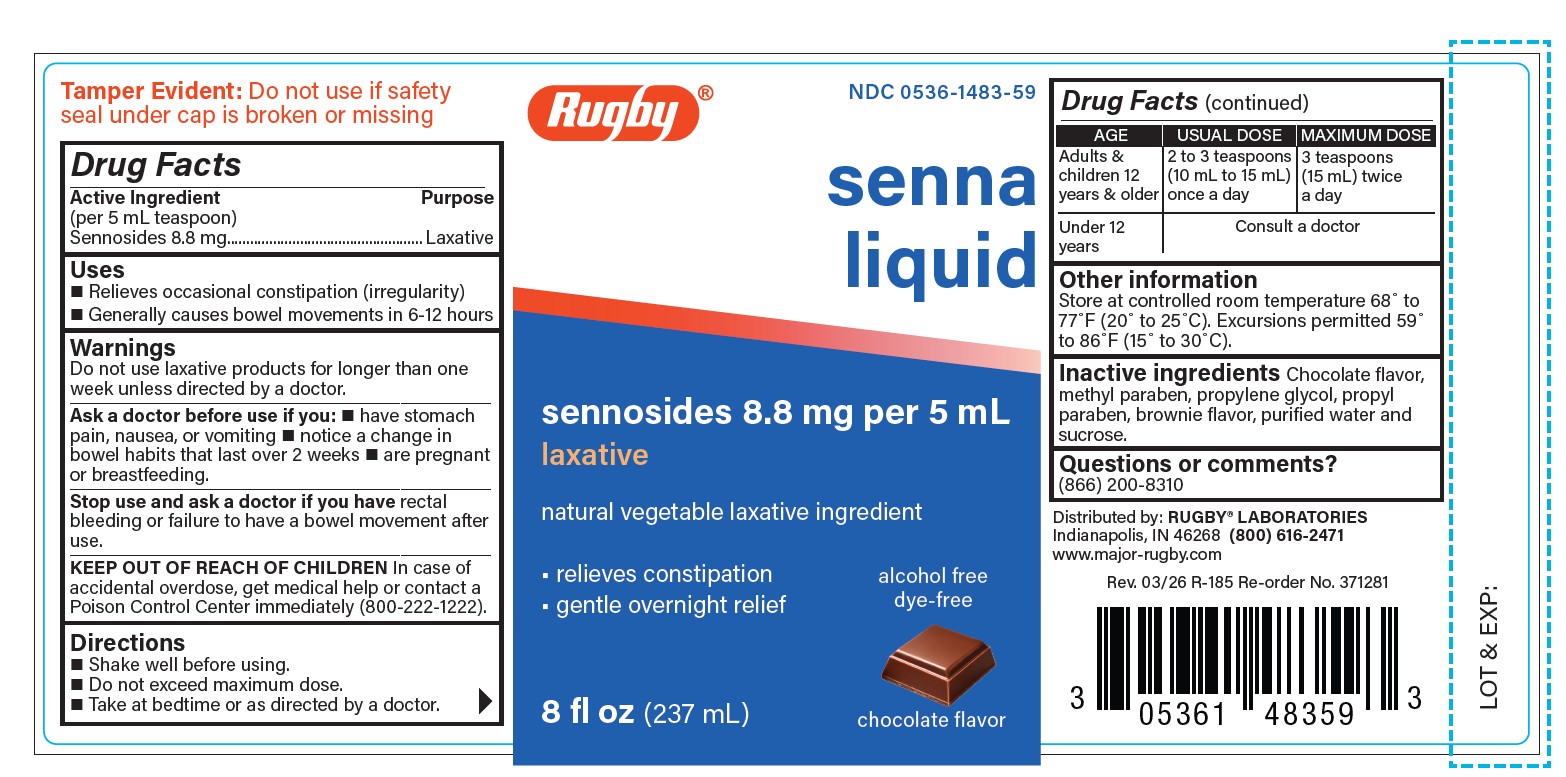 Tamper Evident: Do not use if safety
seal under cap is broken or missing
Drug Facts
Active Ingredient Purpose
(per 5 mL teaspoon)
Sennosides 8.8 mg................................................. Laxative
Uses
■ Relieves occasional constipation (irregularity)
■ Generally causes bowel movements in 6-12 hours
Warnings
Do not use laxative products for longer than one
week unless directed by a doctor.
Ask a doctor before use if you: ■ have stomach
pain, nausea, or vomiting ■ notice a change in
bowel habits that last over 2 weeks ■ are pregnant
or breastfeeding.
Stop use and ask a doctor if you have rectal
bleeding or failure to have a bowel movement after
use.
KEEP OUT OF REACH OF CHILDREN In case of
accidental overdose, get medical help or contact a
Poison Control Center immediately (800-222-1222).
Directions
■ Shake well before using.
■ Do not exceed maximum dose.
■ Take at bedtime or as directed by a doctor.
Rugby®
NDC 0536-1483-59
senna
liquid
sennosides 8.8 mg per 5 mL
laxative
natural vegetable laxative ingredient
▪ relieves constipation
▪ gentle overnight relief
alcohol free
dye-free
8 fl oz (237 mL)
chocolate flavor
Drug Facts (continued)
AGE USUAL DOSE MAXIMUM DOSE
Adults & 2 to 3 teaspoons 3 teaspoons
children 12 (10 mL to 15 mL) (15 mL) twice
years & older once a day a day
Under 12 Consult a doctor
years
Other information
Store at controlled room temperature 68˚ to
77˚F (20˚ to 25˚C). Excursions permitted 59˚
to 86˚F (15˚ to 30˚C).
Inactive ingredients Chocolate flavor,
methyl paraben, propylene glycol, propyl
paraben, brownie flavor, purified water and
sucrose.
Questions or comments?
(866) 200-8310
Distributed by: RUGBY® LABORATORIES
Indianapolis, IN 46268 (800) 616-2471
www.major-rugby.com
Rev. 03/26 R-185 Re-order No. 371281
3 05361 48359 3
LOT & EXP: